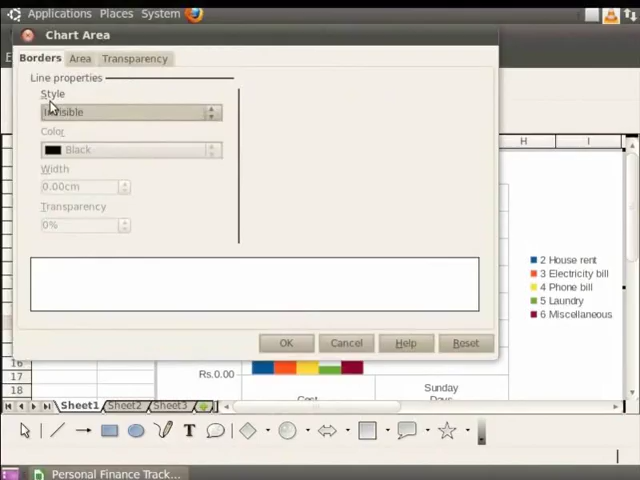 Applications Places System
Chart Area
Borders Area Transparency
Line properties
Style
Invisible
Color
Black
Width
0.00cm
Transparency
0%
OK Cancel Help Reset
H I
2 House rent
3 Electricity bill
4 Phone bill
5 Laundry
6 Miscellaneous
16
17
18
Rs.0.00
Sunday
Cost
Days
Sheet1 Sheet2 Sheet3
T
Personal Finance Track...